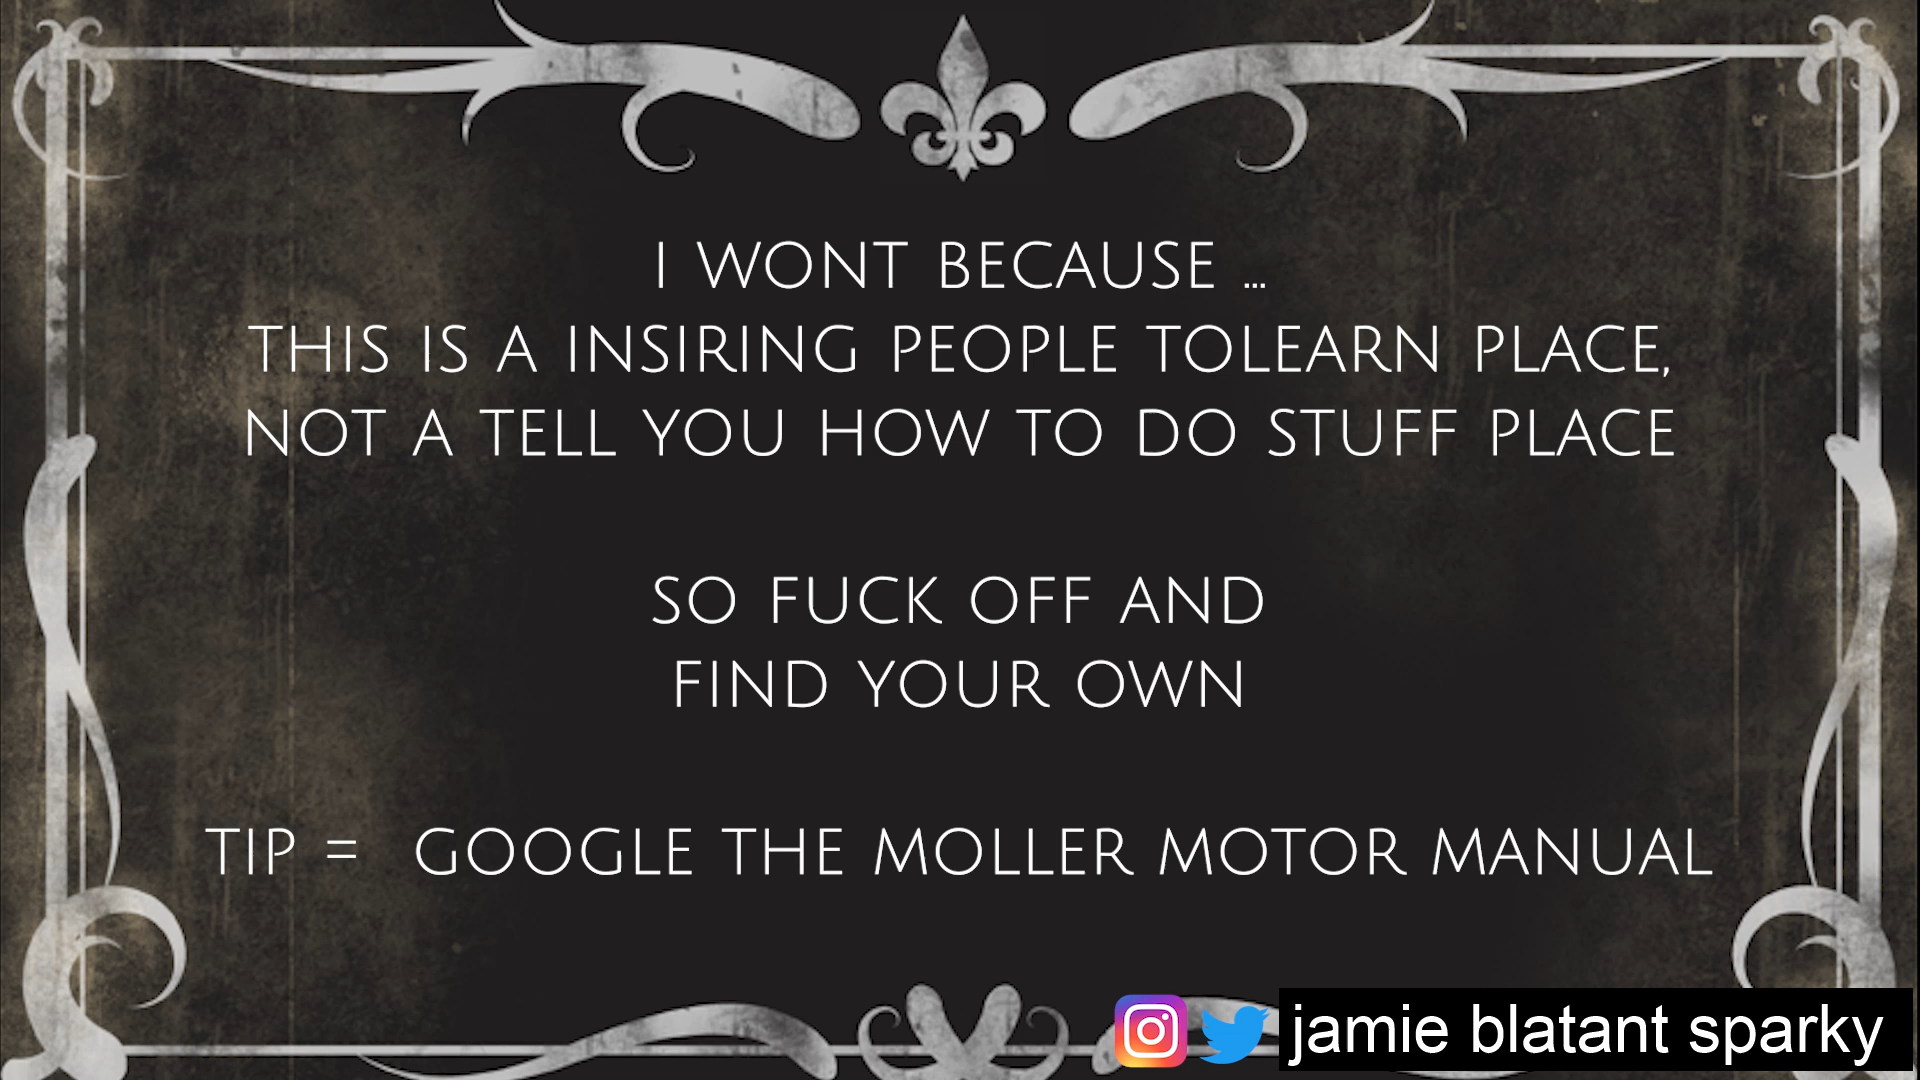 I WONT BECAUSE ...
THIS IS A INSIRING PEOPLE TOLEARN PLACE,
NOT A TELL YOU HOW TO DO STUFF PLACE
SO FUCK OFF AND
FIND YOUR OWN
TIP = GOOGLE THE MOLLER MOTOR MANUAL
jamie blatant sparky